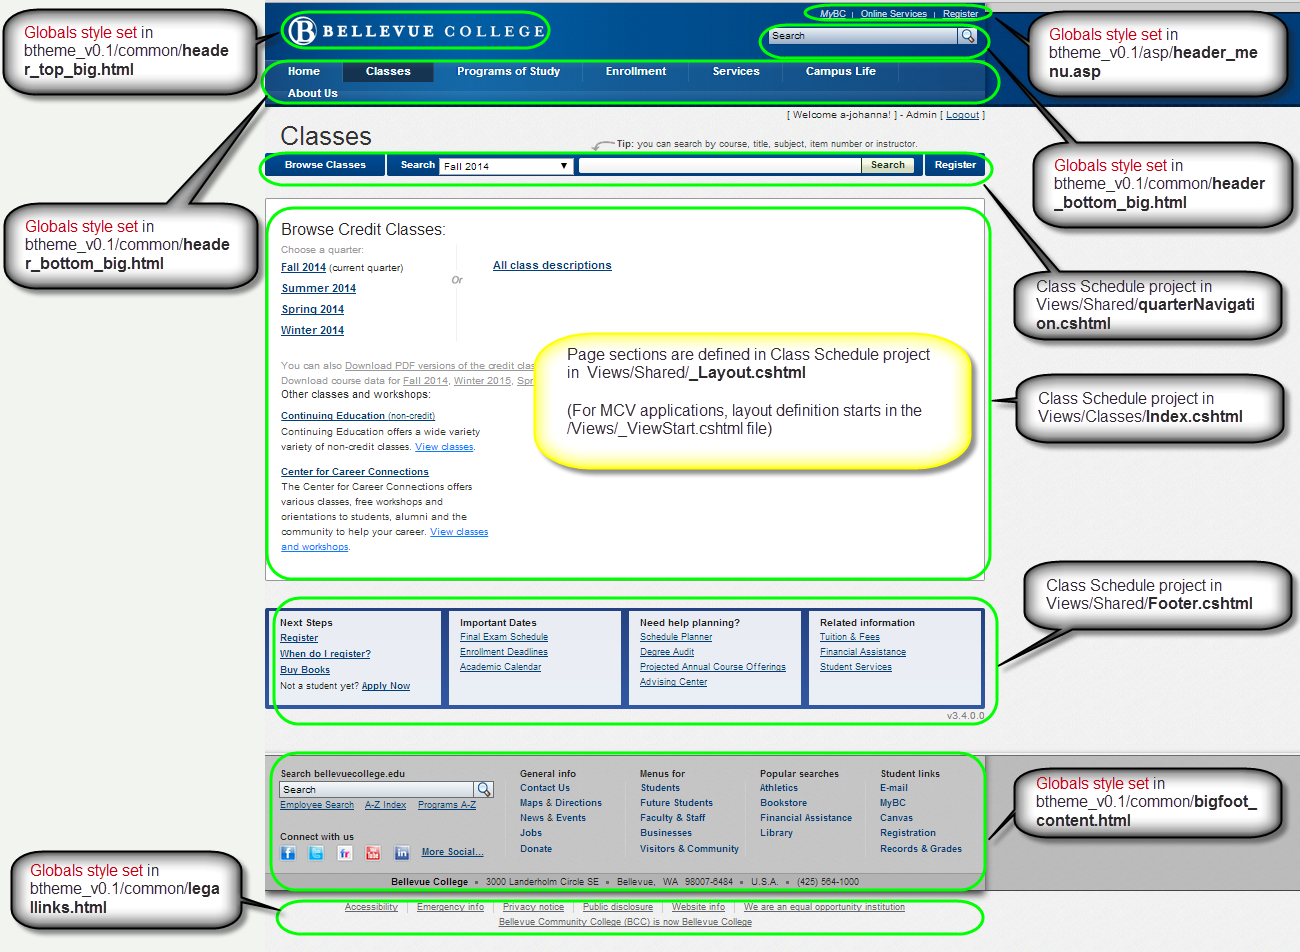 Globals style set in
btheme_v0.1/common/heade
r_top_big.html
BELLEVUE COLLEGE
MyBC | Online Services | Register
Search
Globals style set in
btheme_v0.1/asp/header_me
nu.asp
Home Classes Programs of Study Enrollment Services Campus Life
About Us
[ Welcome a-johanna! ] - Admin [ Logout ]
Classes
Tip: you can search by course, title, subject, item number or instructor.
Browse Classes Search Fall 2014 Search Register
Globals style set in
btheme_v0.1/common/header
_bottom_big.html
Globals style set in
btheme_v0.1/common/heade
r_bottom_big.html
Browse Credit Classes:
Choose a quarter:
Fall 2014 (current quarter)
Summer 2014
Spring 2014
Winter 2014
Or
All class descriptions
Class Schedule project in
Views/Shared/quarterNavigati
on.cshtml
Page sections are defined in Class Schedule project
in Views/Shared/_Layout.cshtml
(For MCV applications, layout definition starts in the
/Views/_ViewStart.cshtml file)
Class Schedule project in
Views/Classes/Index.cshtml
You can also Download PDF versions of the credit clas
Download course data for Fall 2014, Winter 2015, Spr
Other classes and workshops:
Continuing Education (non-credit)
Continuing Education offers a wide variety
variety of non-credit classes. View classes.
Center for Career Connections
The Center for Career Connections offers
various classes, free workshops and
orientations to students, alumni and the
community to help your career. View classes
and workshops.
Class Schedule project in
Views/Shared/Footer.cshtml
Next Steps
Register
When do I register?
Buy Books
Not a student yet? Apply Now
Important Dates
Final Exam Schedule
Enrollment Deadlines
Academic Calendar
Need help planning?
Schedule Planner
Degree Audit
Projected Annual Course Offerings
Advising Center
Related information
Tuition & Fees
Financial Assistance
Student Services
v3.4.0.0
Search bellevuecollege.edu
Search
Employee Search A-Z Index Programs A-Z
Connect with us
More Social...
General info
Contact Us
Maps & Directions
News & Events
Jobs
Donate
Menus for
Students
Future Students
Faculty & Staff
Businesses
Visitors & Community
Popular searches
Athletics
Bookstore
Financial Assistance
Library
Student links
E-mail
MyBC
Canvas
Registration
Records & Grades
Globals style set in
btheme_v0.1/common/bigfoot_
content.html
Bellevue College ▪ 3000 Landerholm Circle SE ▪ Bellevue, WA 98007-6484 ▪ U.S.A. ▪ (425) 564-1000
Globals style set in
btheme_v0.1/common/lega
llinks.html
Accessibility | Emergency info | Privacy notice | Public disclosure | Website info | We are an equal opportunity institution
Bellevue Community College (BCC) is now Bellevue College